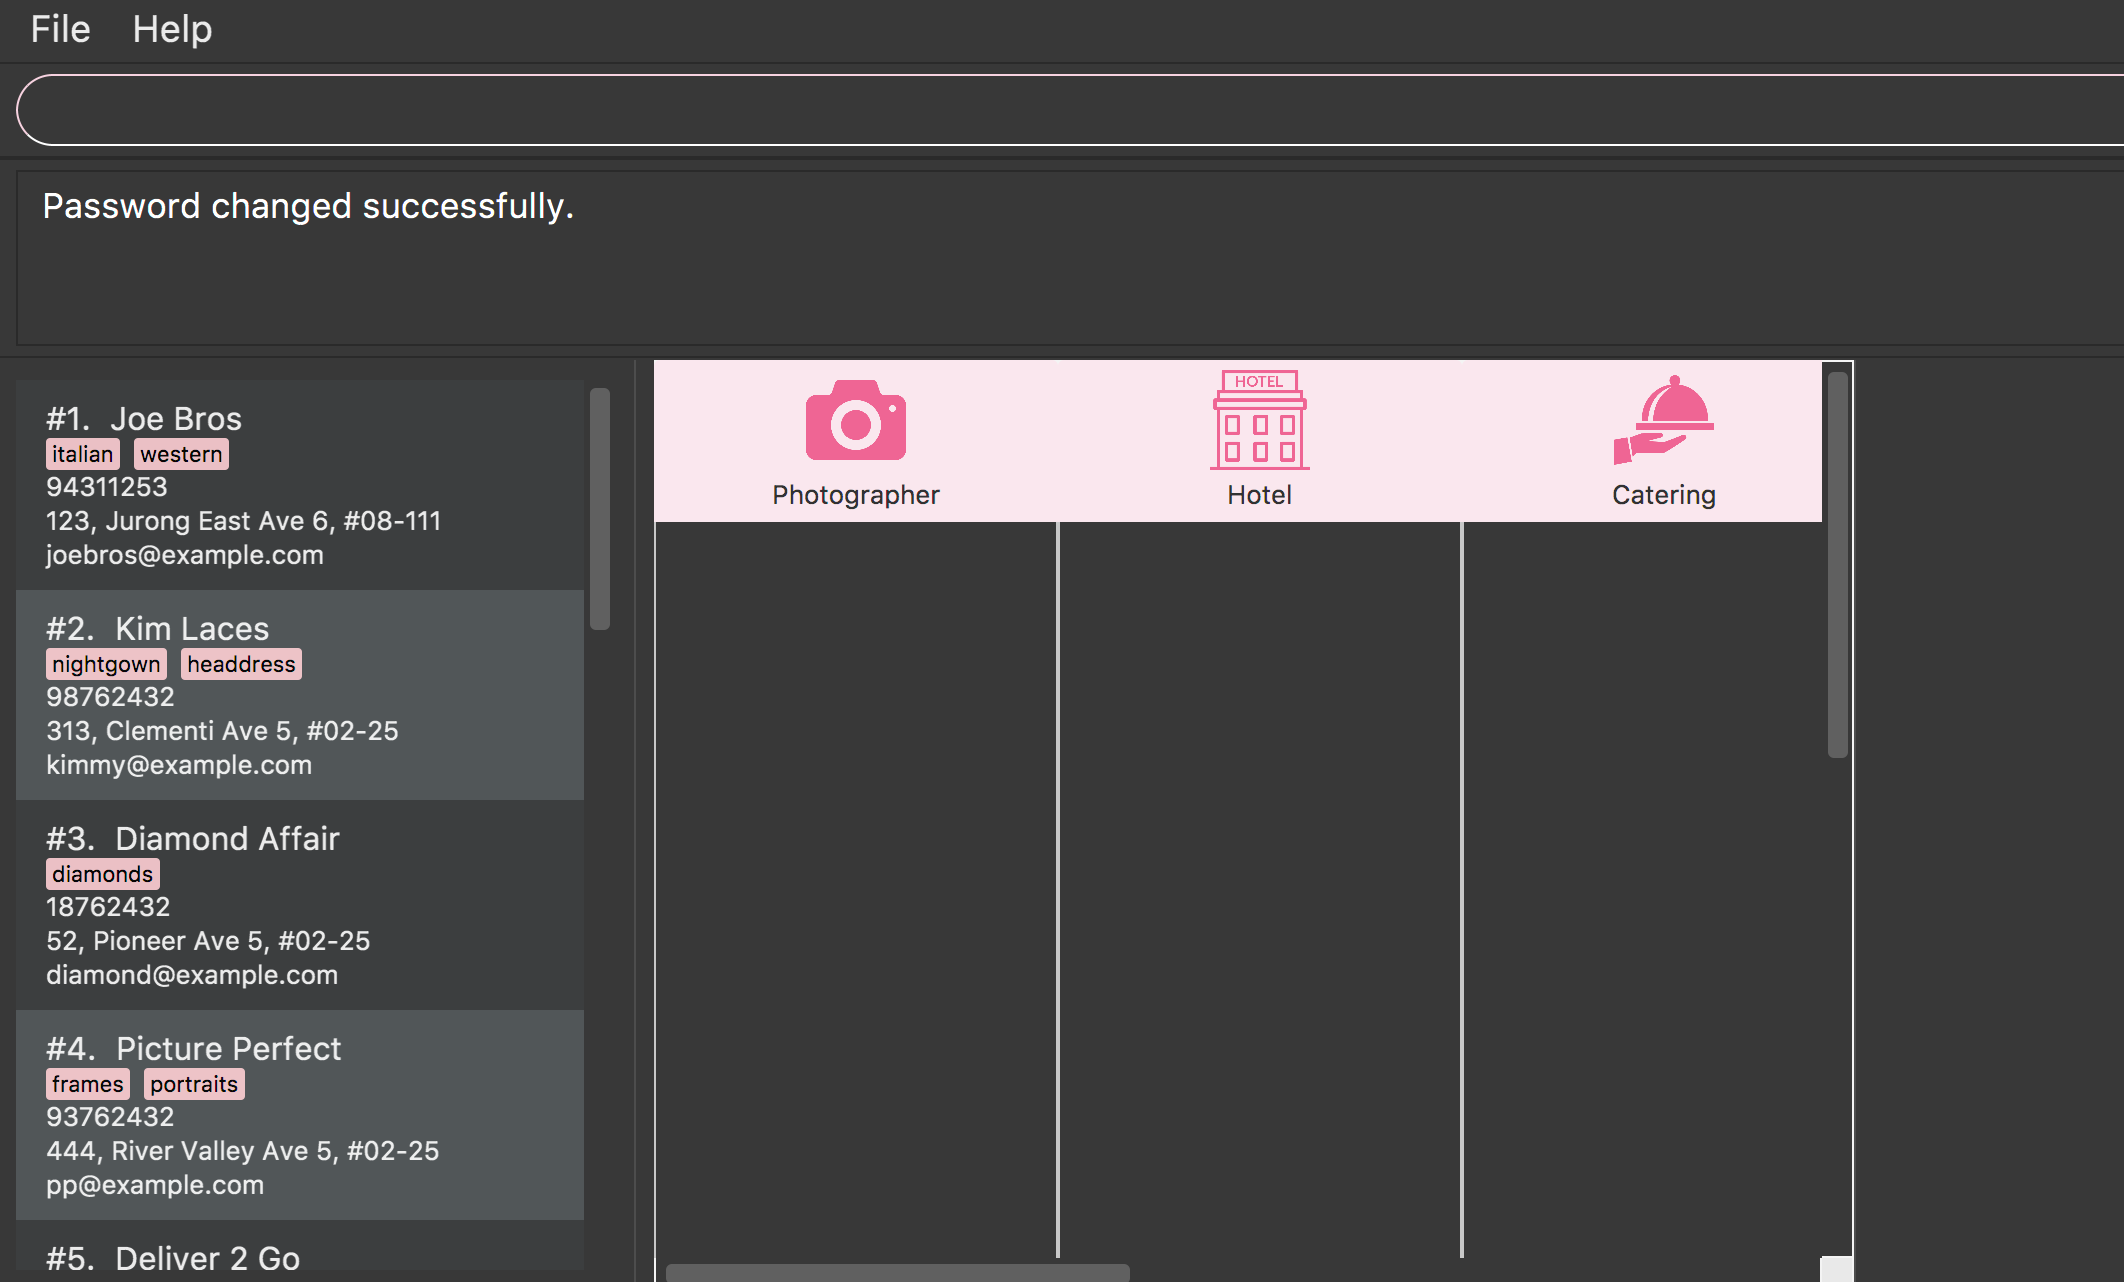 File Help
Password changed successfully.
#1. Joe Bros
italian western
94311253
123, Jurong East Ave 6, #08-111
joebros@example.com
#2. Kim Laces
nightgown headdress
98762432
313, Clementi Ave 5, #02-25
kimmy@example.com
#3. Diamond Affair
diamonds
18762432
52, Pioneer Ave 5, #02-25
diamond@example.com
#4. Picture Perfect
frames portraits
93762432
444, River Valley Ave 5, #02-25
pp@example.com
#5. Deliver 2 Go
HOTEL
Photographer Hotel Catering